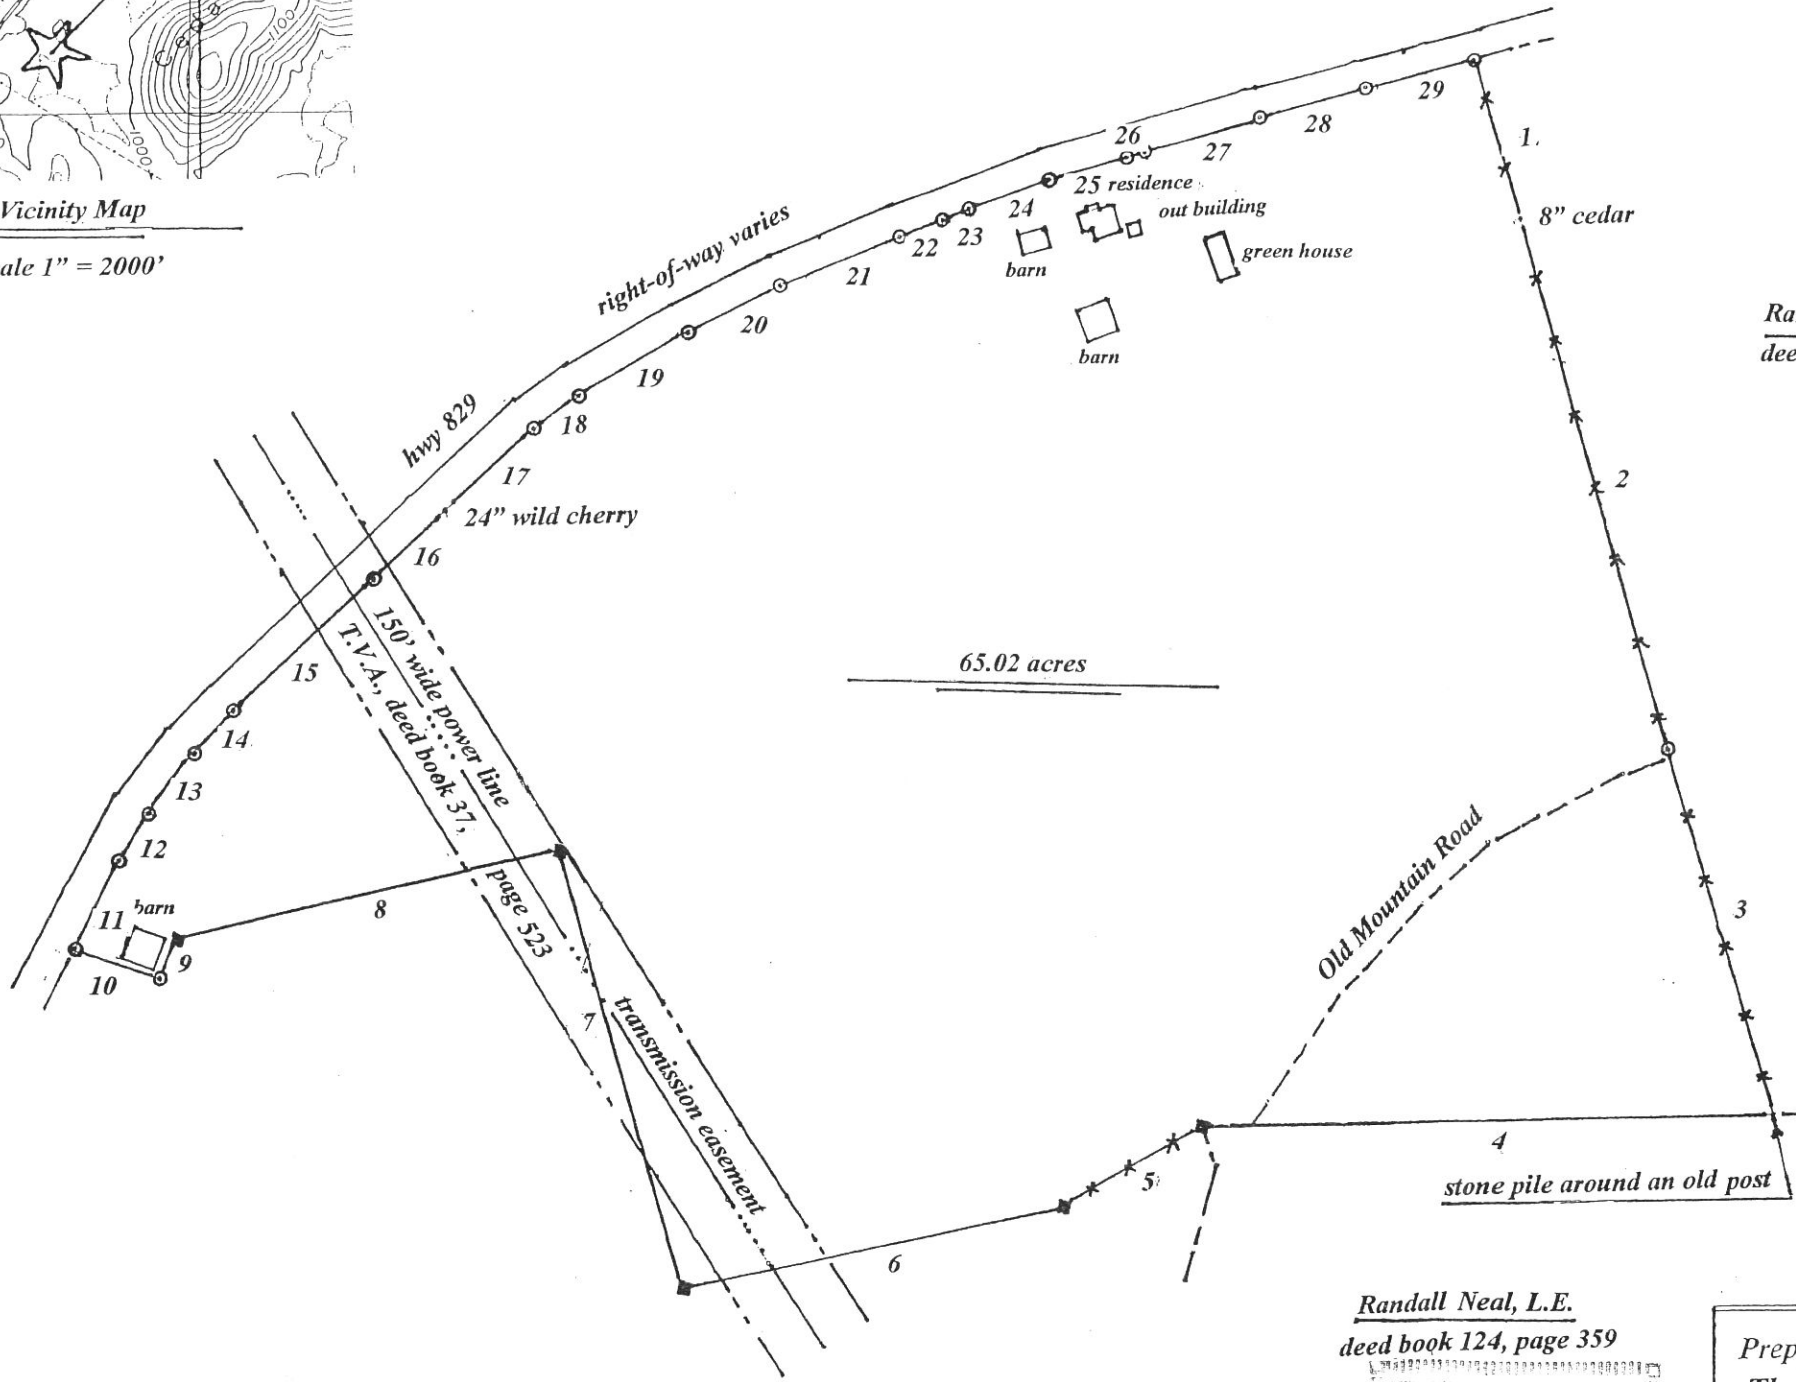 1100
1000
Vicinity Map
ale 1” = 2000’
right-of-way varies
hwy 829
29
28
27
26
25 residence
out building
24
barn
green house
23
22
21
20
barn
19
18
17
24” wild cherry
16
1.
8” cedar
Ra
dee
2
65.02 acres
15
14
13
12
11 barn
10
9
8
150’ wide power line
T.V.A., deed book 37,
page 523
7
transmission easement
Old Mountain Road
3
4
5
6
stone pile around an old post
Randall Neal, L.E.
deed book 124, page 359
Prep